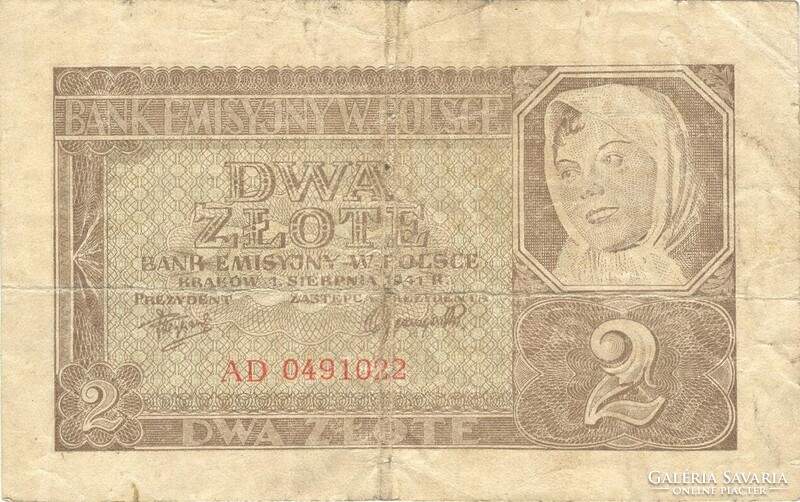 BANK EMISYJNY W POLSCE
DWA
ZŁOTE
BANK EMISYJNY W POLSCE
KRAKÓW 1. SIERPNIA 1941 R.
PREZYDENT ZASTĘPCA PREZYDENTA
AD 0491022
2
2
DWA ZŁOTE
GALÉRIA SAVARIA
ONLINE PIACTÉR